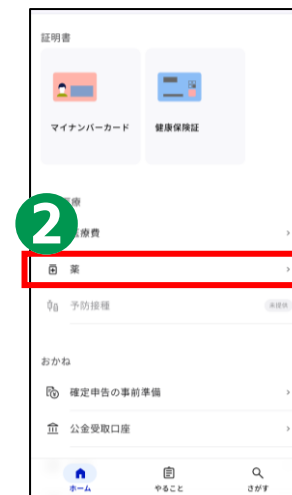 証明書
マイナンバーカード
健康保険証
療
2
療費
薬
予防接種
未提供
おかね
確定申告の事前準備
公金受取口座
ホーム
やること
さがす